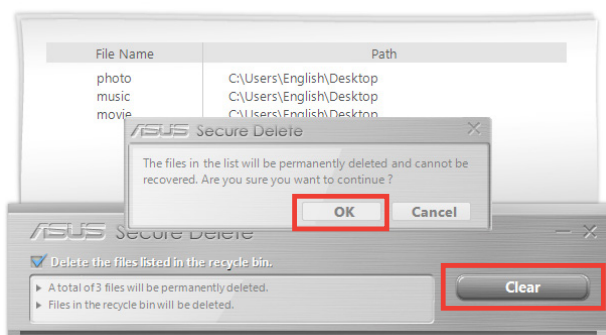 File Name Path
photo C:\Users\English\Desktop
music C:\Users\English\Desktop
movie C:\Users\English\Desktop
ASUS Secure Delete
The files in the list will be permanently deleted and cannot be
recovered. Are you sure you want to continue ?
OK Cancel
ASUS Secure Delete
Delete the files listed in the recycle bin.
A total of 3 files will be permanently deleted.
Files in the recycle bin will be deleted.
Clear